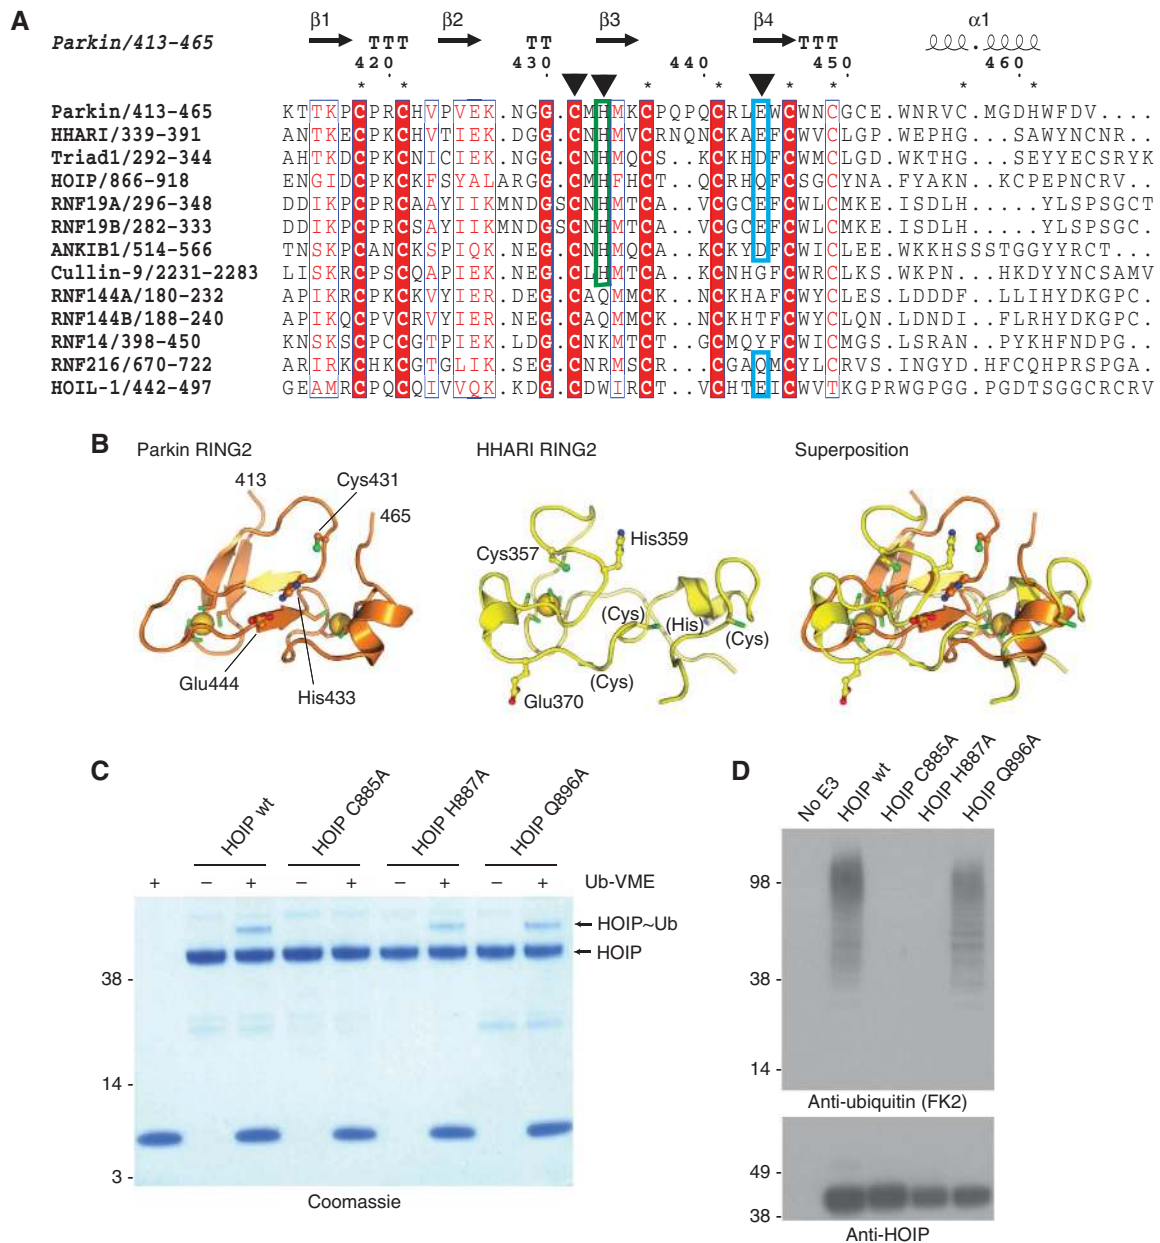 A
β1 β2 β3 β4 α1
Parkin/413-465 TTT TT TTT
420 430 440 450 460
* * * * * * * *
Parkin/413-465 KTTKPCPRCHVPVEK.NGG.CMHMKCPQPQCRLEWCWNCGCE.WNRVC.MGDHWFDV....
HHARI/339-391 ANTKECPKCHVTIEK.NGG.CNHMVCRNQNCKAEFCWVCLGP.WEPHG...SAWYNCNR..
Triad1/292-344 AHTKDCPKCNICIEK.NGG.CNHMQCS..KCKHDFCWMCLGD.WKTHG...SEYYECSRYK
HOIP/866-918 ENGIDCPKCKFSYALARGG.CMHFHCT..QCRHQFCSGCYNA.FYAKN..KCPEPNCRV..
RNF19A/296-348 DDIKPCPRCAAYIIKMNDGSCNHMTCA..VCGCEFCWLCMKE.ISDLH....YLSPSGCT
RNF19B/282-333 DDIKPCPRCSAYIIKMNDGSCNHMTCA..VCGCEFCWLCMKE.ISDLH....YLSPSGC.
ANKIB1/514-566 TNSKPCANCKSPIQK.NEG.CNHMQCA..KCKYDFCWICLEE.WKKHSSSTGGYYRCT...
Cullin-9/2231-2283 LISKRCPSCQAPIEK.NEG.CLHMTCA..KCNHGFCWRCLKS.WKPN..HKDYYNCSAMV
RNF144A/180-232 APIKRCPKCKVYIER.DEG.CAQMMCK..NCKHAFCWYCLES.LDDDF..LLIHYDKGPC.
RNF144B/188-240 APIKQCPVCRVYIER.NEG.CAQMMCK..NCKHTFCWYCLQN.LDNDI..FLRHYDKGPC.
RNF14/398-450 KNSKSCPCCGTPIEK.LDG.CNKMTCT..GCMQYFCWICMGS.LSRAN..PYKHFNDPG..
RNF216/670-722 ARIRKCHKCGTGLIK.SEG.CNRMSCR..CGAQMCYLCRVS.INGYD.HFCQHPRSPGA.
HOIL-1/442-497 GEAMRCPQCQIVVQK.KDG.CDWIRCT..VCHTEICWVTKGPRWGPGG.PGDTSGGCRCRV
B
Parkin RING2 HHARI RING2 Superposition
413 Cys431 465 Glu444 His433
Cys357 His359 (Cys) (His) (Cys) (Cys) Glu370
C
HOIP wt HOIP C885A HOIP H887A HOIP Q896A
+ − + − + − + − + Ub-VME
HOIP~Ub
HOIP
38 -
14 -
3 -
Coomassie
D
No E3 HOIP wt HOIP C885A HOIP H887A HOIP Q896A
98 -
38 -
14 -
Anti-ubiquitin (FK2)
49 -
38 -
Anti-HOIP